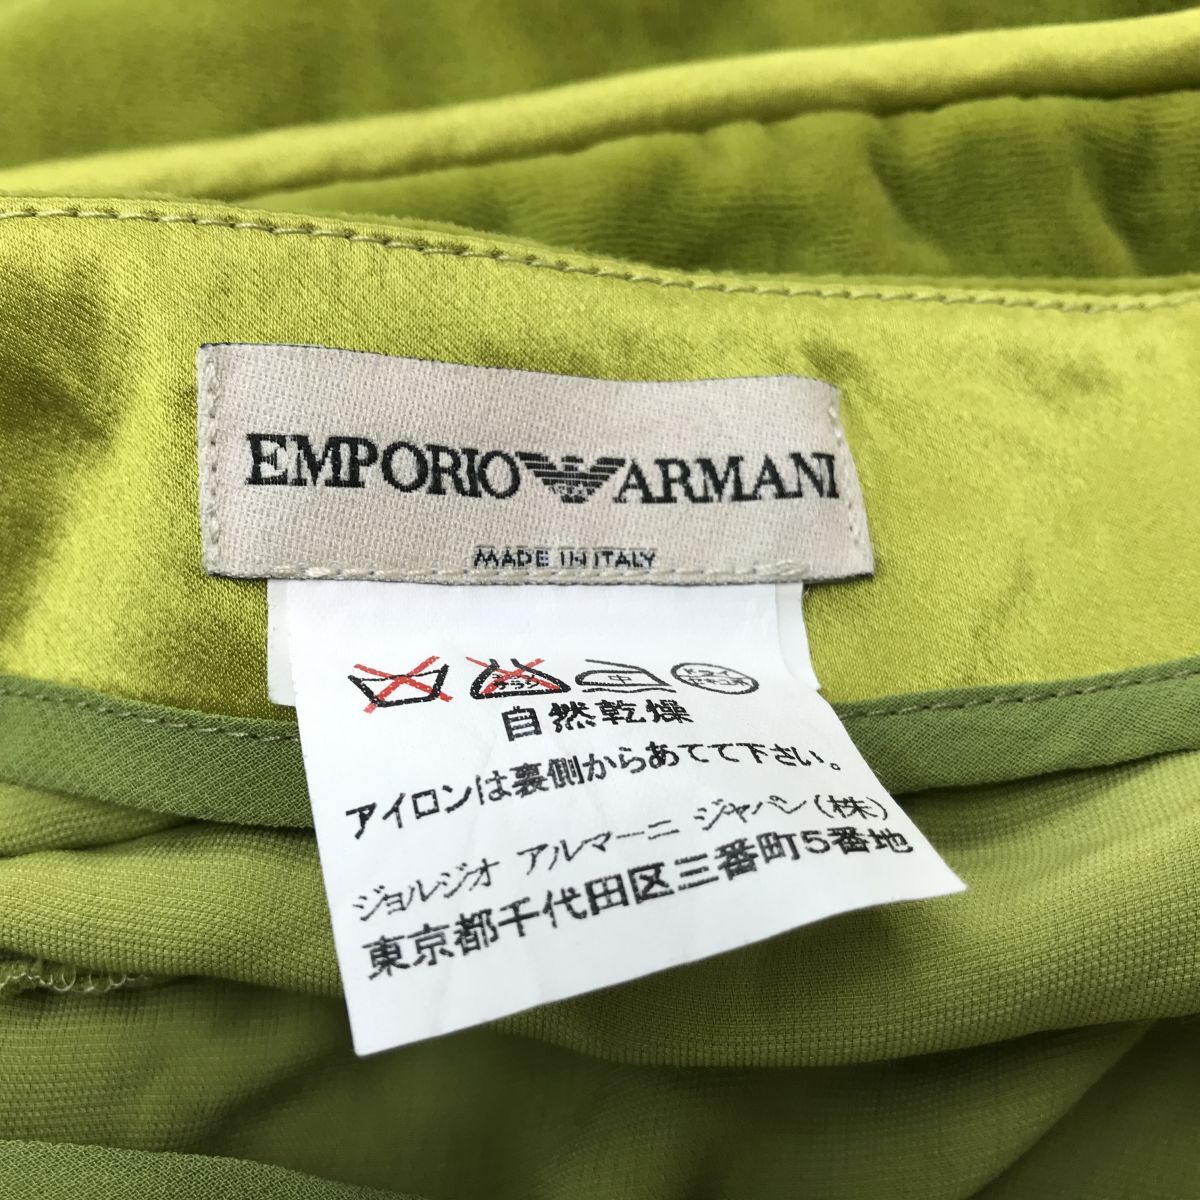 EMPORIO ARMANI
MADE IN ITALY
中
自然乾燥
アイロンは裏側からあてて下さい。
ジョルジオ アルマーニ ジャパン(株)
東京都千代田区三番町5番地